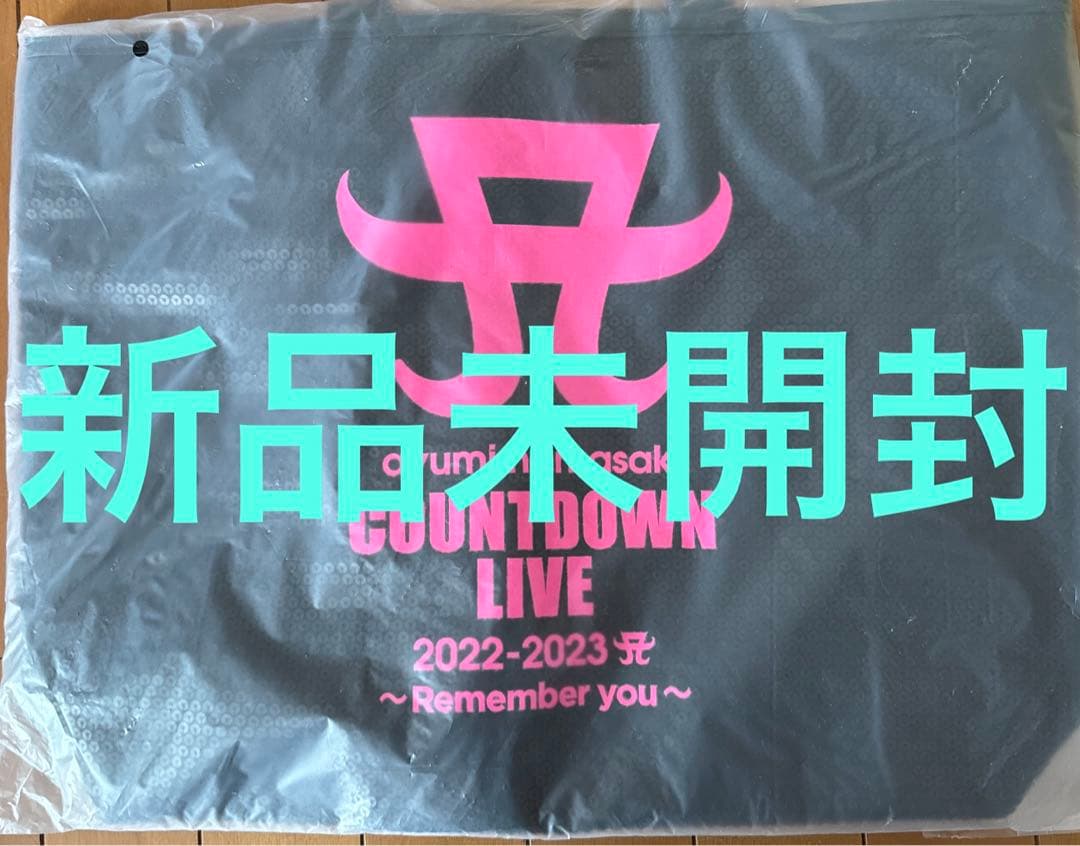 新品未開封
COUNTDOWN
LIVE
2022-2023
～Remember you～